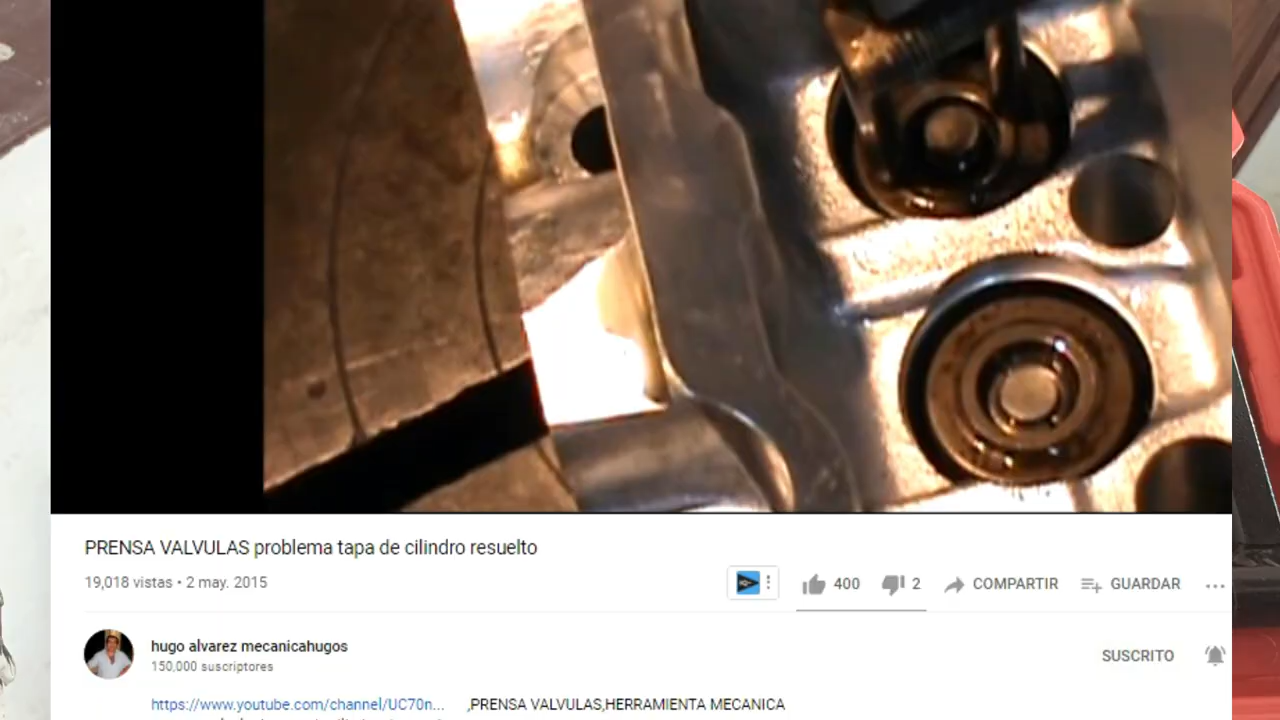 PRENSA VALVULAS problema tapa de cilindro resuelto
19,018 vistas • 2 may. 2015
400
2
COMPARTIR
GUARDAR
hugo alvarez mecanicahugos
150,000 suscriptores
SUSCRITO
https://www.youtube.com/channel/UC70n... ,PRENSA VALVULAS,HERRAMIENTA MECANICA